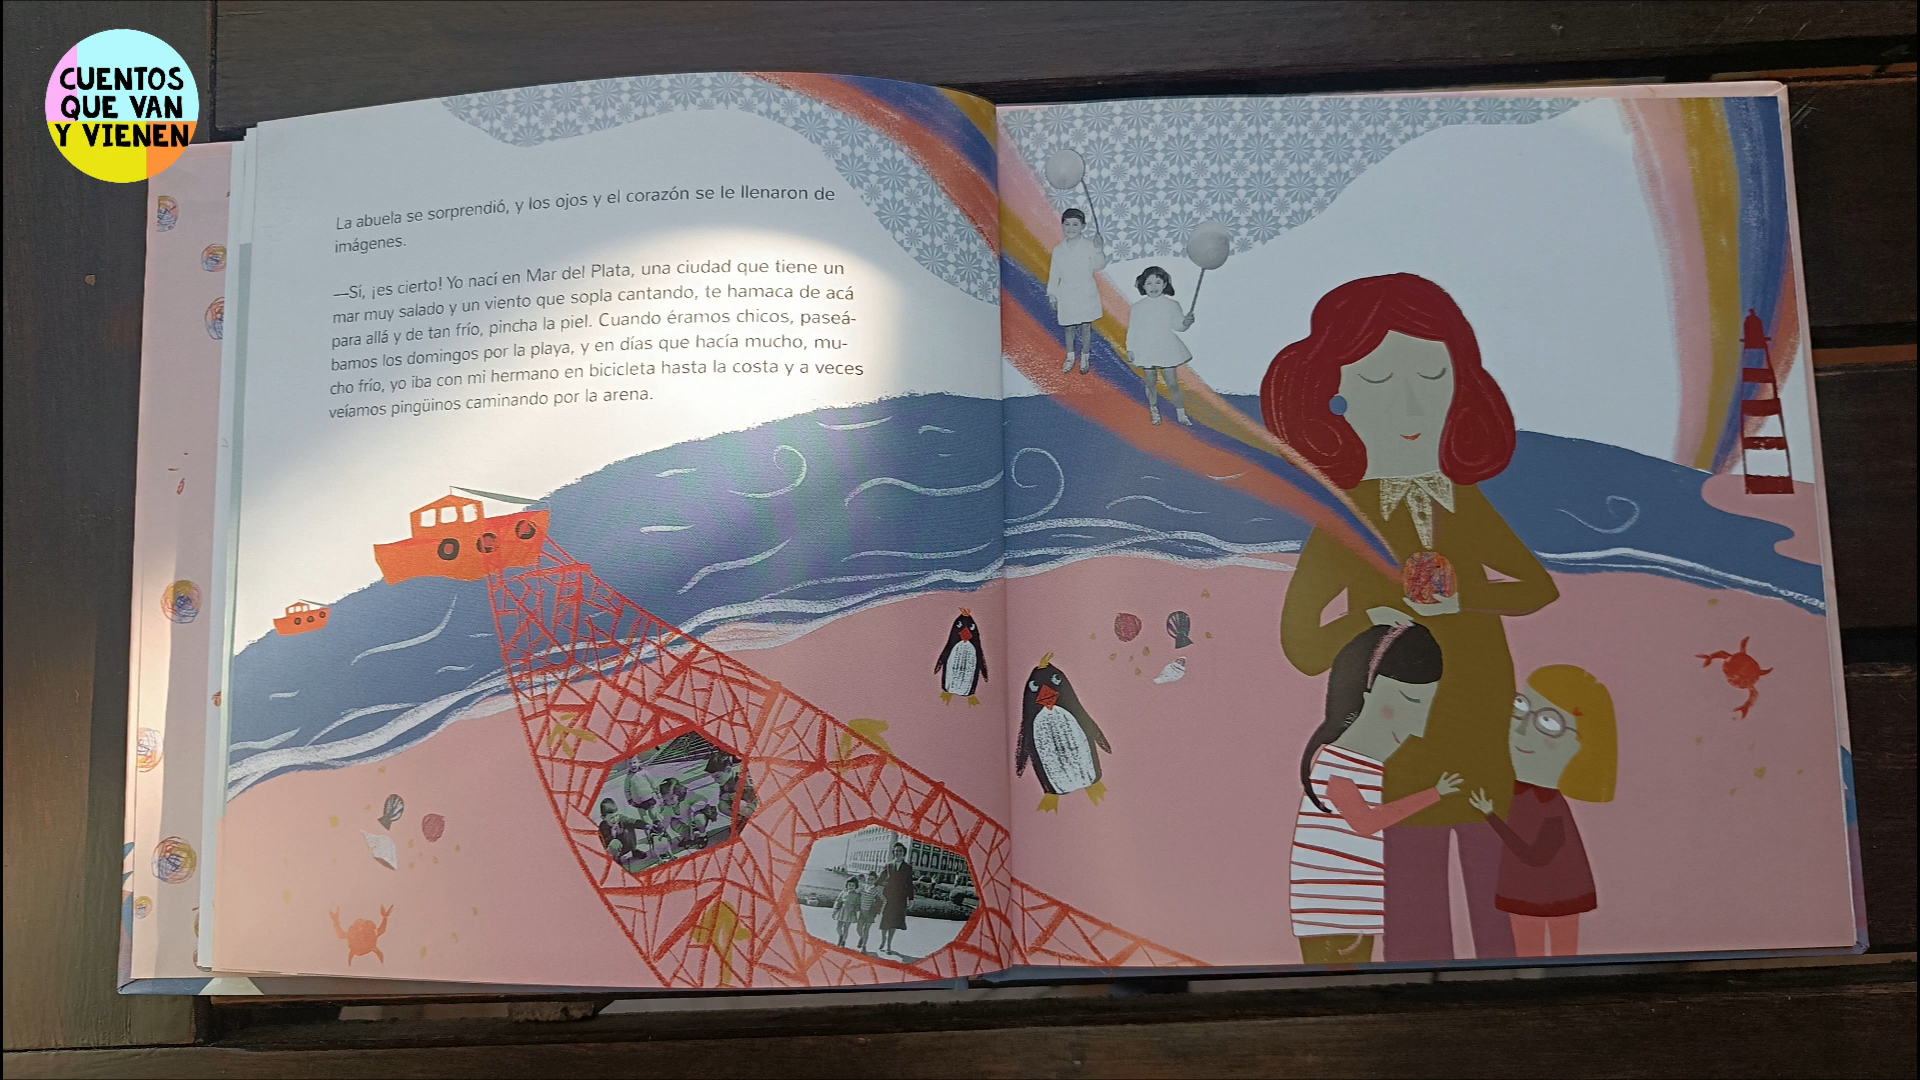 CUENTOS
QUE VAN
Y VIENEN
La abuela se sorprendió, y los ojos y el corazón se le llenaron de
imágenes.
—Sí, ¡es cierto! Yo nací en Mar del Plata, una ciudad que tiene un
mar muy salado y un viento que sopla cantando, te hamaca de acá
para allá y de tan frío, pincha la piel. Cuando éramos chicos, paseá-
bamos los domingos por la playa, y en días que hacía mucho, mu-
cho frío, yo iba con mi hermano en bicicleta hasta la costa y a veces
veíamos pingüinos caminando por la arena.